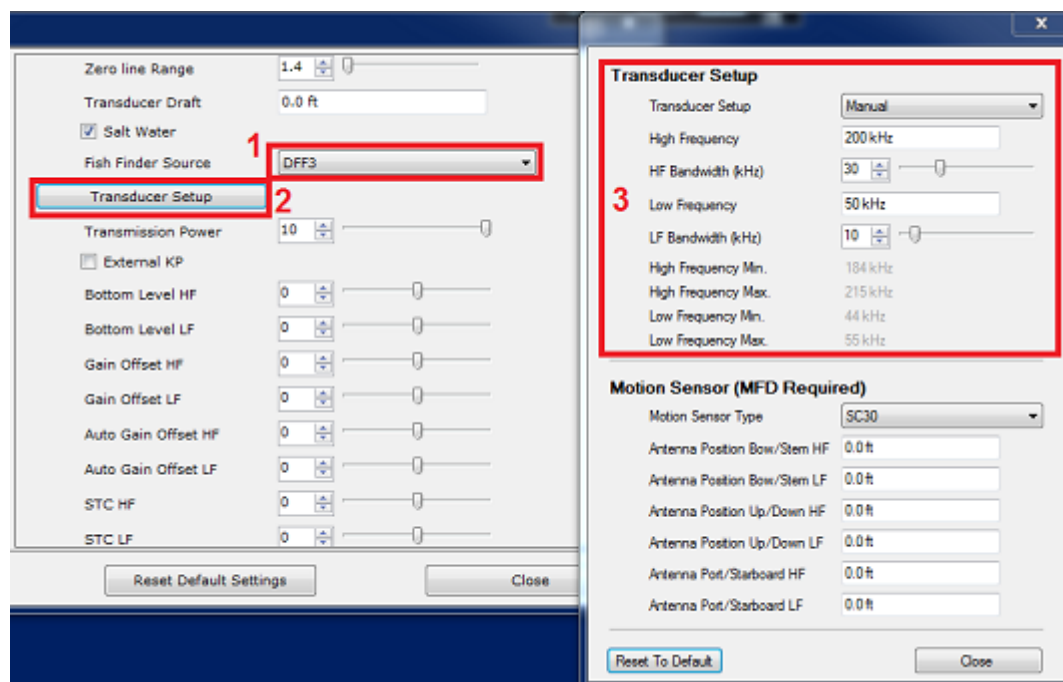 Zero line Range 1.4
Transducer Draft 0.0 ft
Salt Water
1
Fish Finder Source DFF3
Transducer Setup 2
Transmission Power 10
External KP
Bottom Level HF 0
Bottom Level LF 0
Gain Offset HF 0
Gain Offset LF 0
Auto Gain Offset HF 0
Auto Gain Offset LF 0
STC HF 0
STC LF 0
Reset Default Settings Close
x
Transducer Setup
Transducer Setup Manual
High Frequency 200 kHz
HF Bandwidth (kHz) 30
3 Low Frequency 50 kHz
LF Bandwidth (kHz) 10
High Frequency Min. 184 kHz
High Frequency Max. 215 kHz
Low Frequency Min. 44 kHz
Low Frequency Max. 55 kHz
Motion Sensor (MFD Required)
Motion Sensor Type SC30
Antenna Position Bow/Stern HF 0.0 ft
Antenna Position Bow/Stern LF 0.0 ft
Antenna Position Up/Down HF 0.0 ft
Antenna Position Up/Down LF 0.0 ft
Antenna Port/Starboard HF 0.0 ft
Antenna Port/Starboard LF 0.0 ft
Reset To Default Close